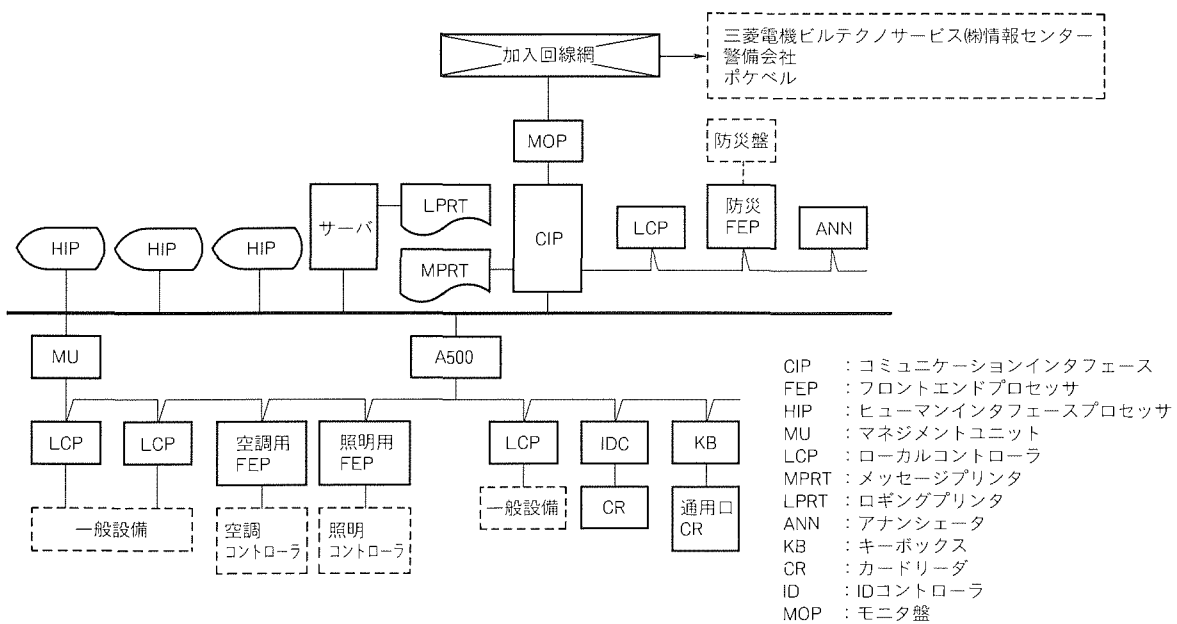 三菱電機ビルテクノサービス㈱情報センター
警備会社
ポケベル
加入回線網
MOP
防災盤
サーバ
LPRT
MPRT
CIP
LCP
防災
FEP
ANN
HIP
HIP
HIP
MU
A500
LCP
LCP
空調用
FEP
照明用
FEP
LCP
IDC
KB
一般設備
空調
コントローラ
照明
コントローラ
一般設備
CR
通用口
CR
CIP :コミュニケーションインタフェース
FEP :フロントエンドプロセッサ
HIP :ヒューマンインタフェースプロセッサ
MU :マネジメントユニット
LCP :ローカルコントローラ
MPRT :メッセージプリンタ
LPRT :ロギングプリンタ
ANN :アナンシェータ
KB :キーボックス
CR :カードリーダ
ID :IDコントローラ
MOP :モニタ盤